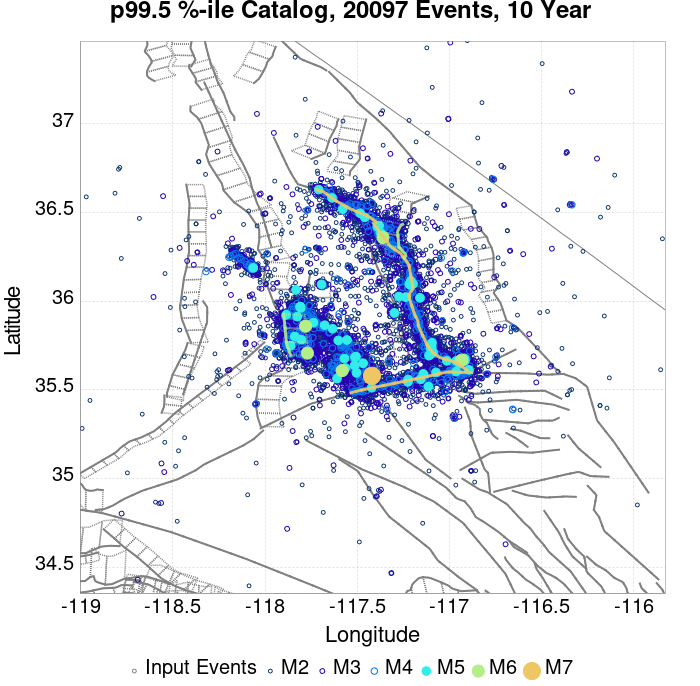 p99.5 %-ile Catalog, 20097 Events, 10 Year
37
36.5
36
35.5
35
34.5
Latitude
-119 -118.5 -118 -117.5 -117 -116.5 -116
Longitude
Input Events M2 M3 M4 M5 M6 M7